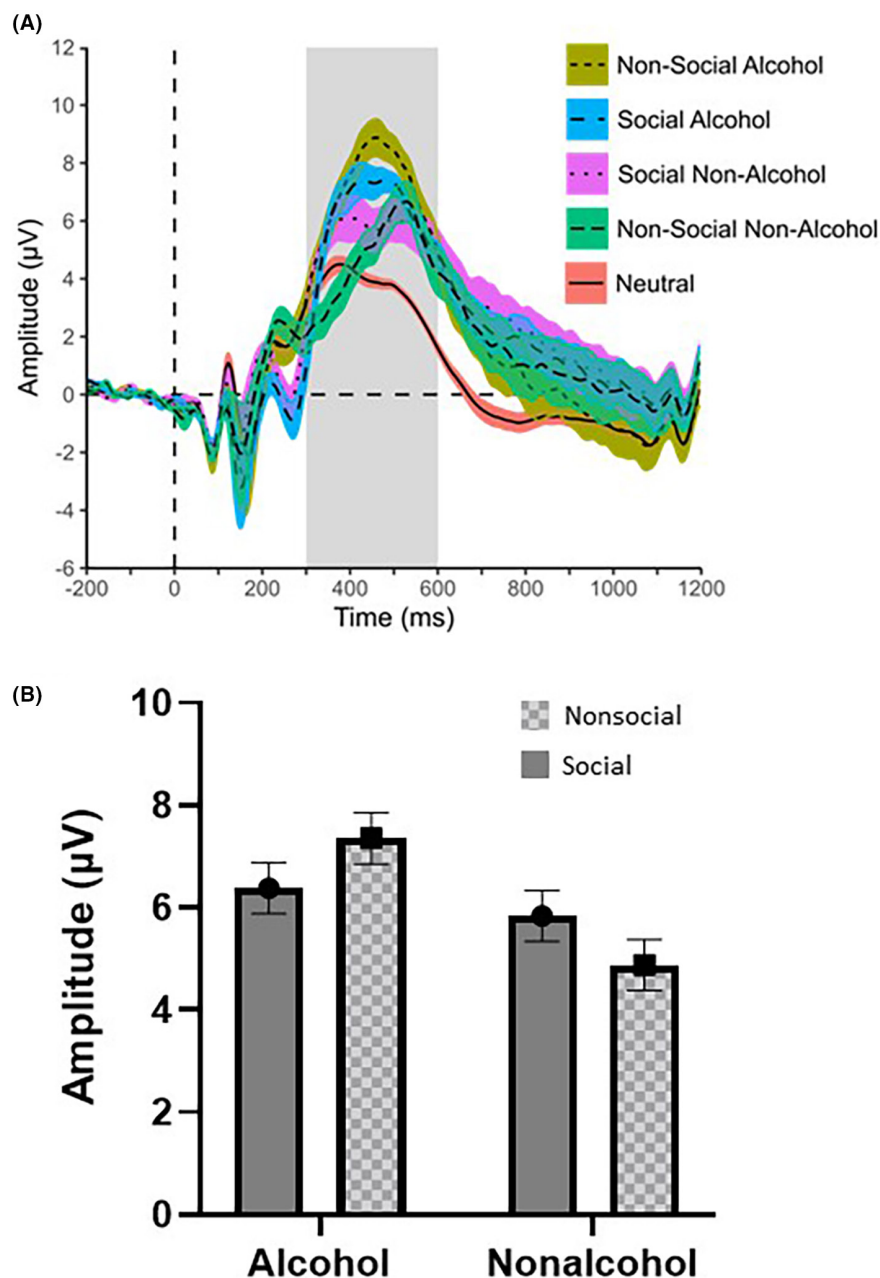 (A)
12
10
8
6
4
2
0
-2
-4
-6
Amplitude (µV)
-200 0 200 400 600 800 1000 1200
Time (ms)
Non-Social Alcohol
Social Alcohol
Social Non-Alcohol
Non-Social Non-Alcohol
Neutral
(B)
10
8
6
4
2
0
Amplitude (µV)
Nonsocial
Social
Alcohol Nonalcohol